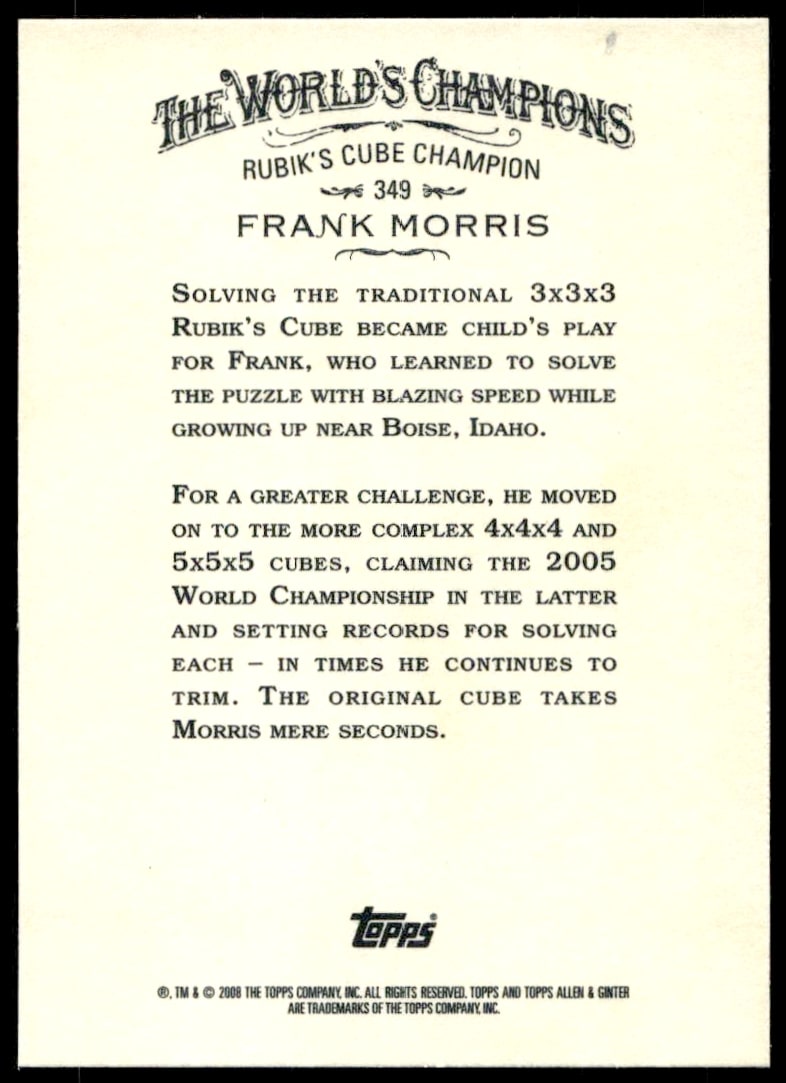 The World's Champions
RUBIK'S CUBE CHAMPION
349
FRANK MORRIS
SOLVING THE TRADITIONAL 3X3X3
RUBIK'S CUBE BECAME CHILD'S PLAY
FOR FRANK, WHO LEARNED TO SOLVE
THE PUZZLE WITH BLAZING SPEED WHILE
GROWING UP NEAR BOISE, IDAHO.
FOR A GREATER CHALLENGE, HE MOVED
ON TO THE MORE COMPLEX 4X4X4 AND
5X5X5 CUBES, CLAIMING THE 2005
WORLD CHAMPIONSHIP IN THE LATTER
AND SETTING RECORDS FOR SOLVING
EACH – IN TIMES HE CONTINUES TO
TRIM. THE ORIGINAL CUBE TAKES
MORRIS MERE SECONDS.
topps®
®, TM & © 2008 THE TOPPS COMPANY, INC. ALL RIGHTS RESERVED. TOPPS AND TOPPS ALLEN & GINTER
ARE TRADEMARKS OF THE TOPPS COMPANY, INC.